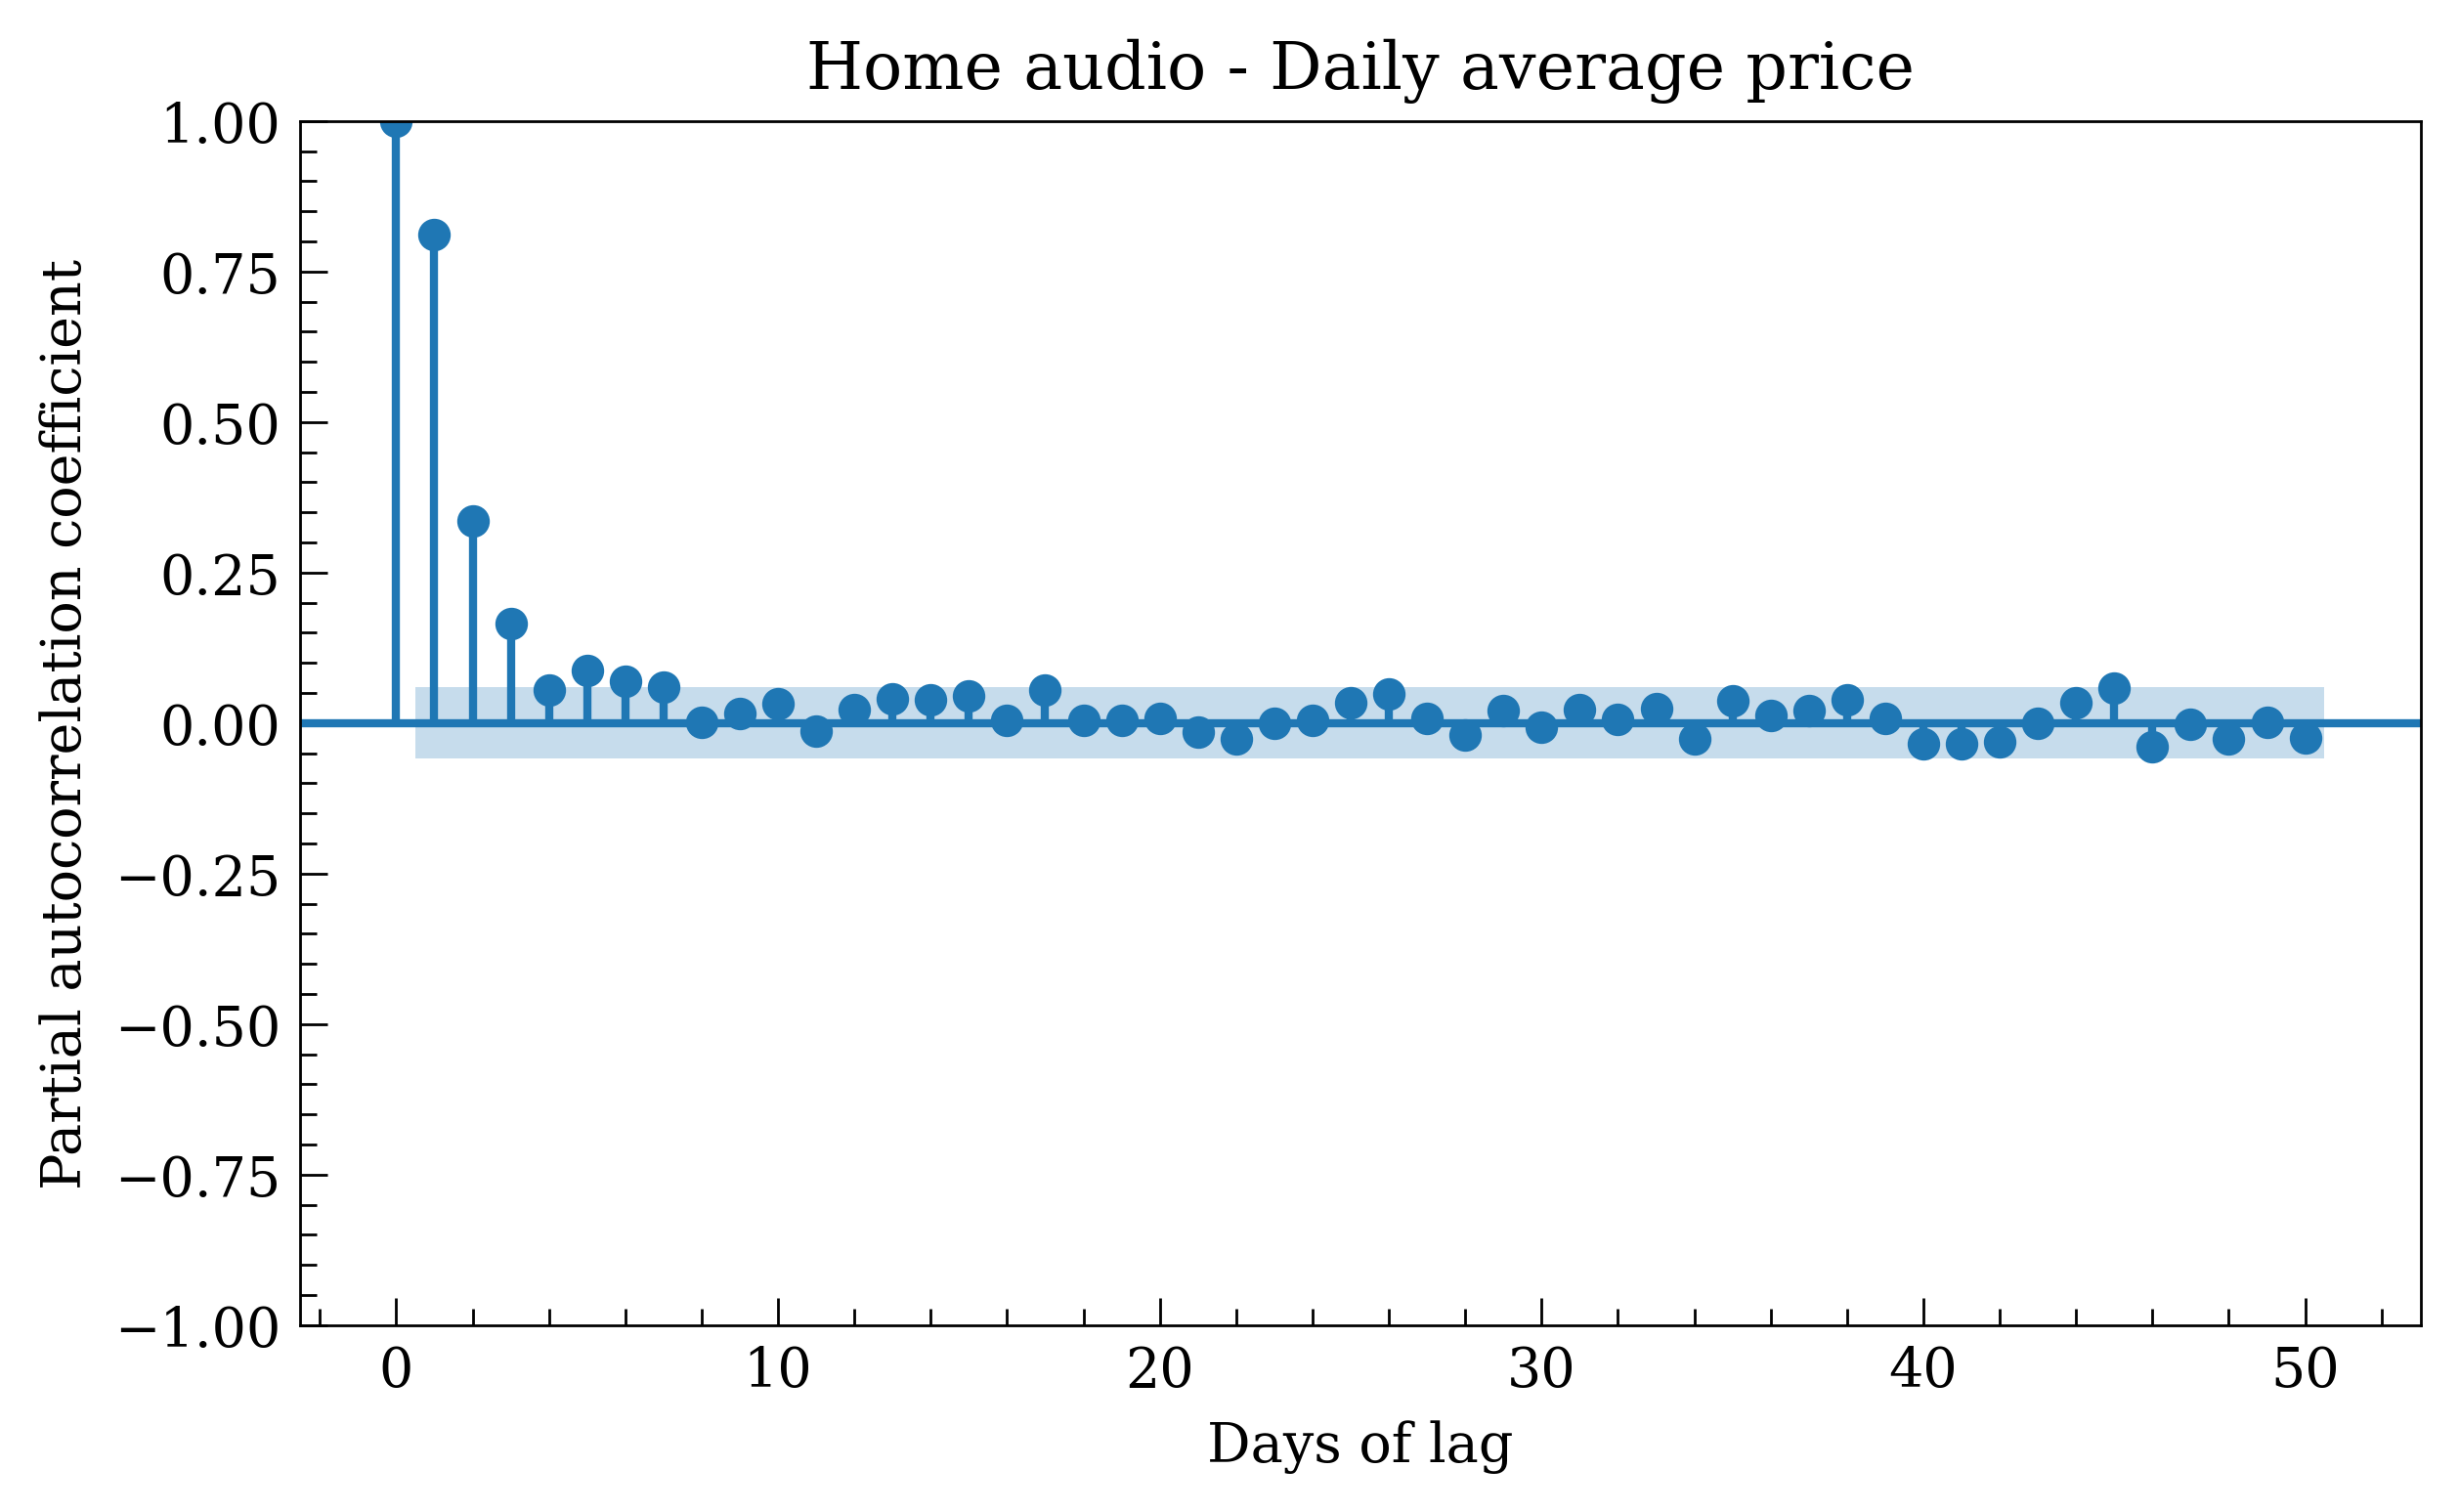 Home audio - Daily average price
Partial autocorrelation coefficient
1.00
0.75
0.50
0.25
0.00
−0.25
−0.50
−0.75
−1.00
0 10 20 30 40 50
Days of lag